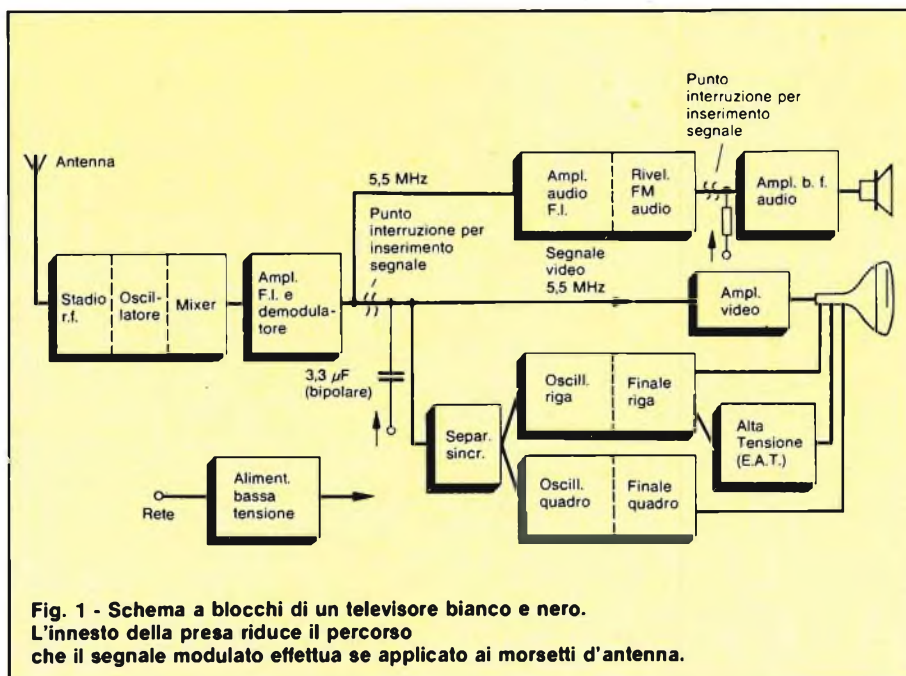 Punto
interruzione per
inserimento
segnale
Antenna
5,5 MHz
Ampl.
audio
F.I.
Rivel.
FM
audio
Ampl. b. f.
audio
Punto
interruzione per
inserimento
segnale
Segnale
video
5,5 MHz
Stadio
r.f.
Oscil-
latore
Mixer
Ampl.
F.I. e
demodula-
tore
Ampl.
video
3,3 µF
(bipolare)
Oscill.
riga
Finale
riga
Separ.
sincr.
Alta
Tensione
(E.A.T.)
Aliment.
bassa
tensione
Rete
Oscill.
quadro
Finale
quadro
Fig. 1 - Schema a blocchi di un televisore bianco e nero.
L'innesto della presa riduce il percorso
che il segnale modulato effettua se applicato ai morsetti d'antenna.